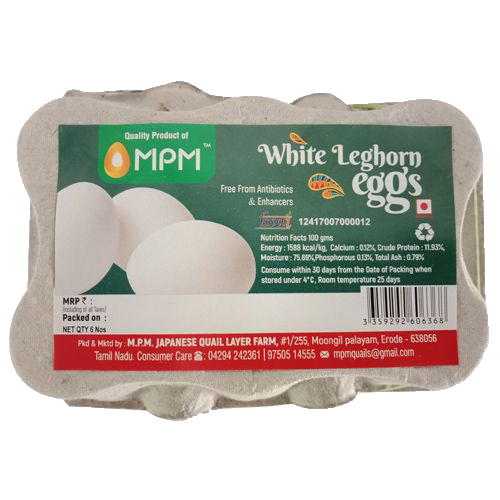 Quality Product of
MPM™
White Leghorn
eggs
Free From Antibiotics
& Enhancers
fssai 12417007000012
Nutrition Facts 100 gms
Energy : 1588 kcal/kg, Calcium : 0.12%, Crude Protein : 11.93%,
Moisture : 75.69%,Phosphorous 0.13%, Total Ash : 0.79%
Consume within 30 days from the Date of Packing when
stored under 4°C , Room temperature 25 days
MRP ₹ :
(Including of all Taxes)
Packed on :
NET QTY 6 Nos
3 359292 606368
Pkd & Mktd by : M.P.M. JAPANESE QUAIL LAYER FARM, #1/255, Moongil palayam, Erode - 638056
Tamil Nadu. Consumer Care ☎: 04294 242361 | 97505 14555 ✉ mpmquails@gmail.com